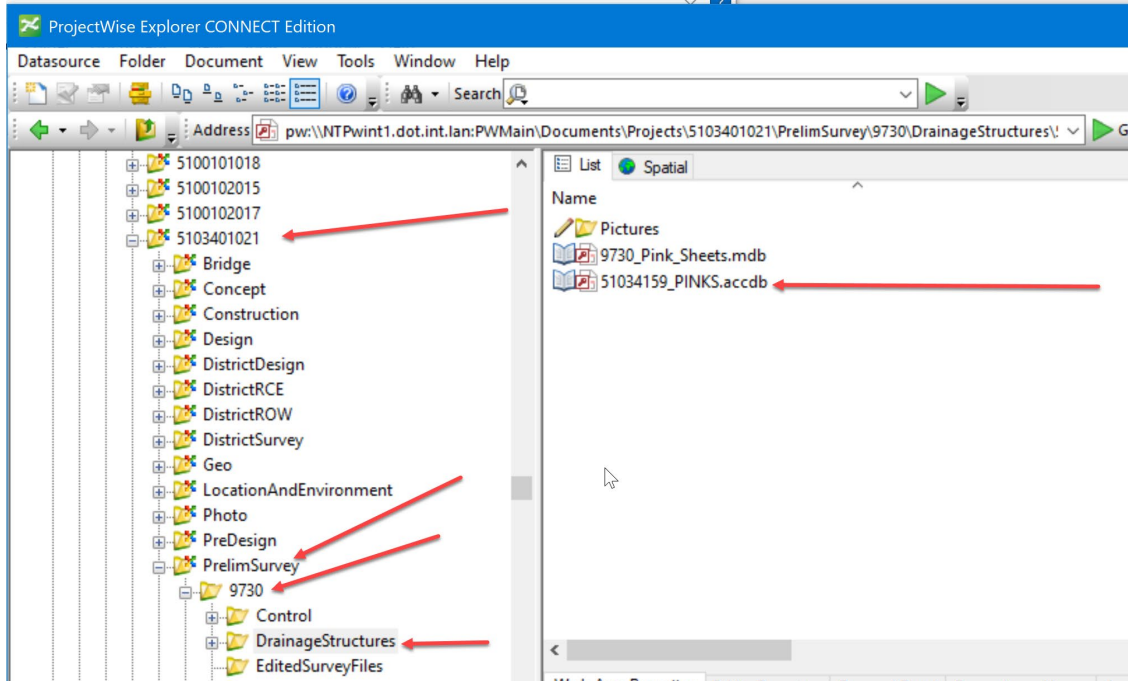 ProjectWise Explorer CONNECT Edition
Datasource Folder Document View Tools Window Help
Search
Address pw:\\NTPwint1.dot.int.lan:PWMain\Documents\Projects\5103401021\PrelimSurvey\9730\DrainageStructures\ G
5100101018
5100102015
5100102017
5103401021
Bridge
Concept
Construction
Design
DistrictDesign
DistrictRCE
DistrictROW
DistrictSurvey
Geo
LocationAndEnvironment
Photo
PreDesign
PrelimSurvey
9730
Control
DrainageStructures
EditedSurveyFiles
List Spatial
Name
Pictures
9730_Pink_Sheets.mdb
51034159_PINKS.accdb